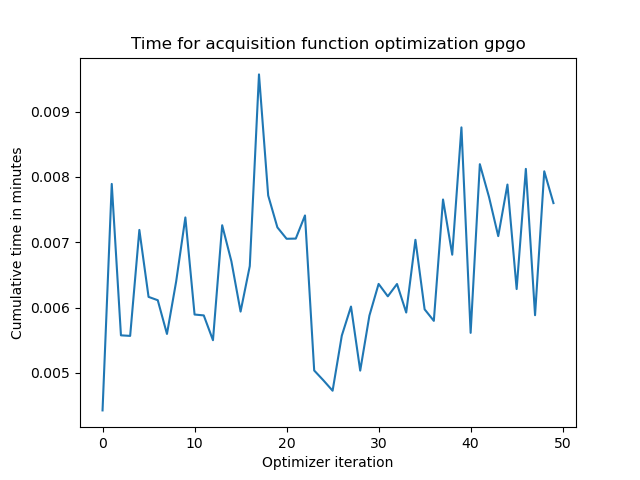 Time for acquisition function optimization gpgo
Cumulative time in minutes
0.009
0.008
0.007
0.006
0.005
0 10 20 30 40 50
Optimizer iteration